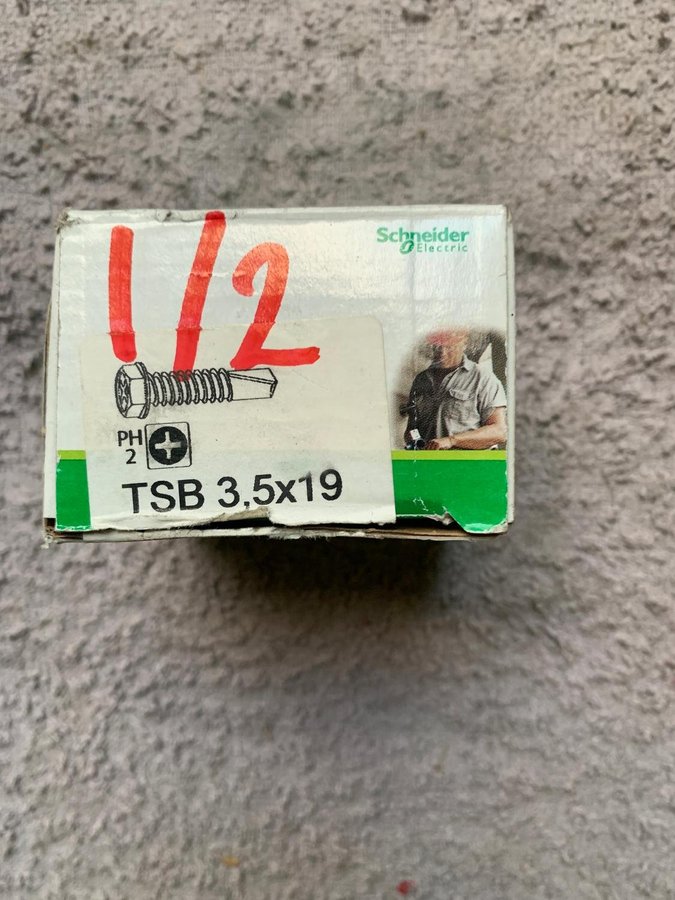 1/2
Schneider
Electric
PH
2
TSB 3,5x19